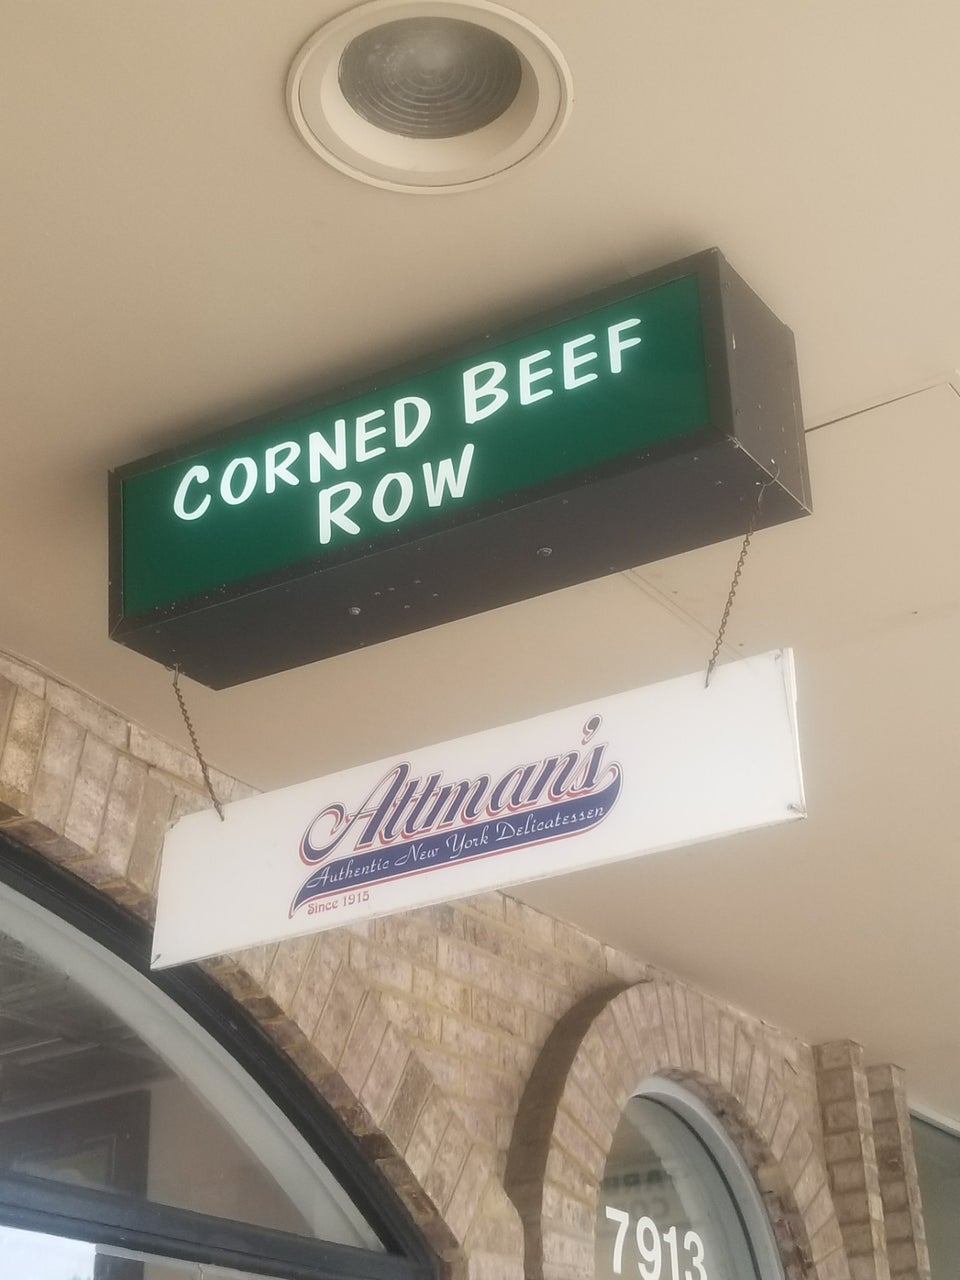 CORNED BEEF
ROW
Attman's
Authentic New York Delicatessen
Since 1915
7913